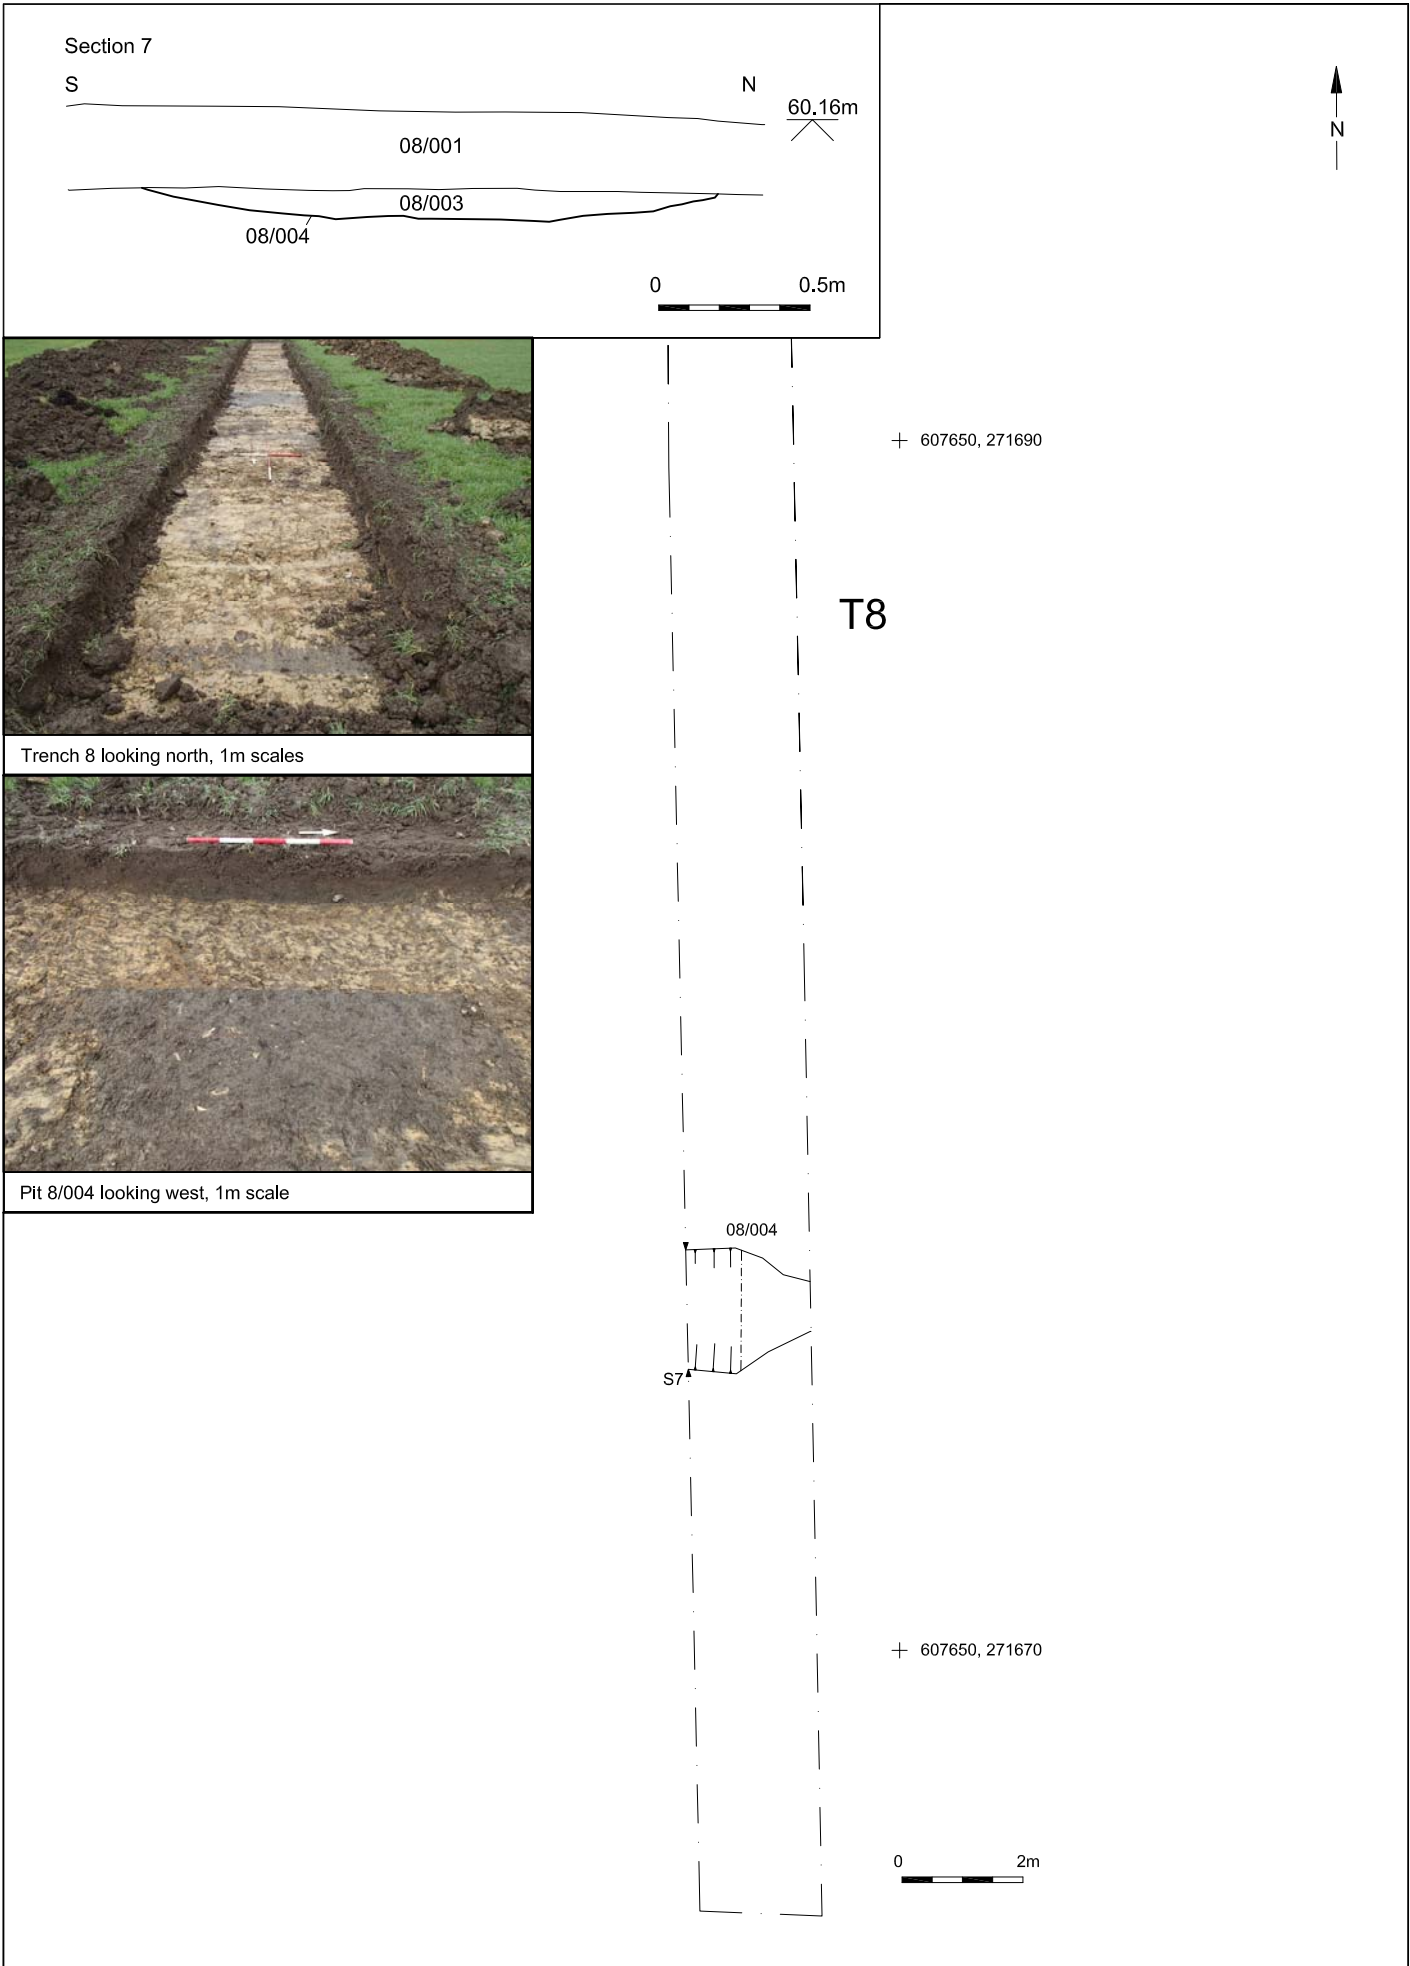 Section 7
S
N
60.16m
08/001
08/003
08/004
0 0.5m
N
607650, 271690
T8
Trench 8 looking north, 1m scales
Pit 8/004 looking west, 1m scale
08/004
S7
607650, 271670
0 2m